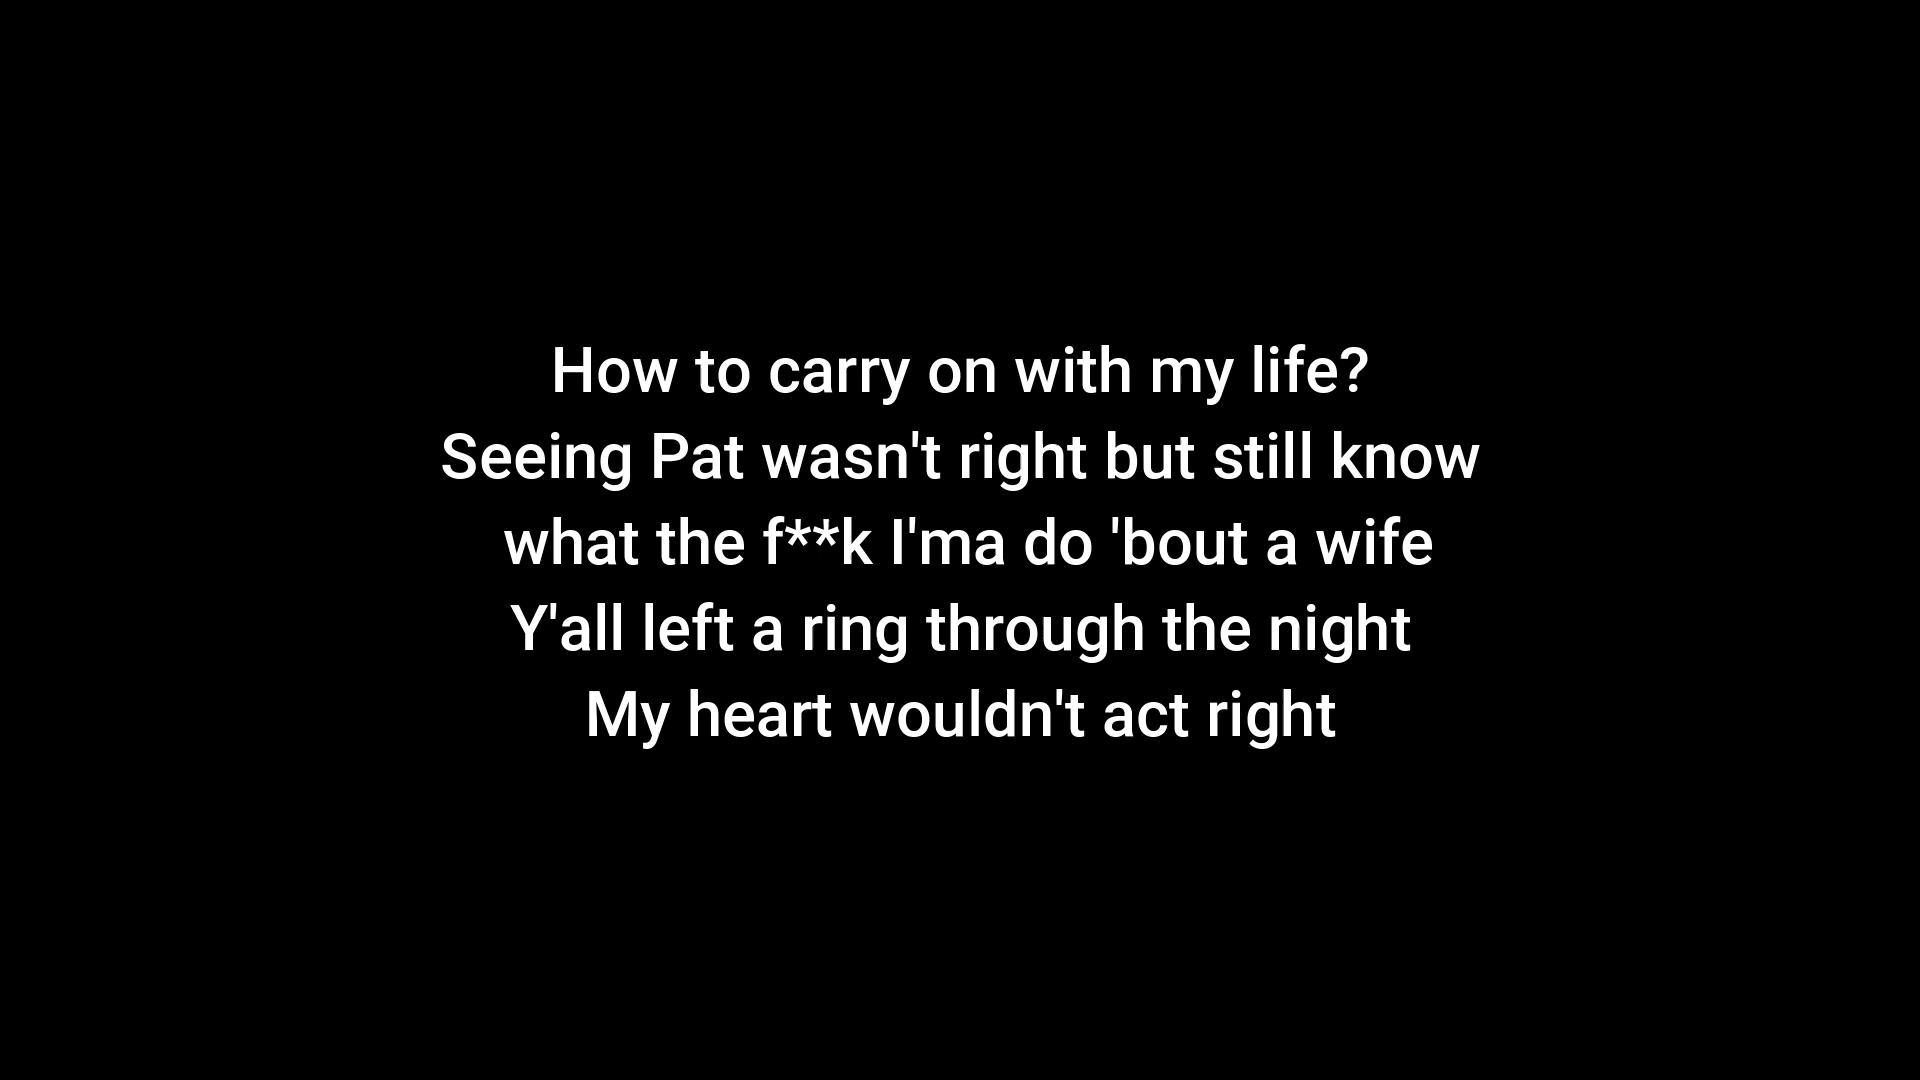 How to carry on with my life?
Seeing Pat wasn't right but still know
what the f**k I'ma do 'bout a wife
Y'all left a ring through the night
My heart wouldn't act right